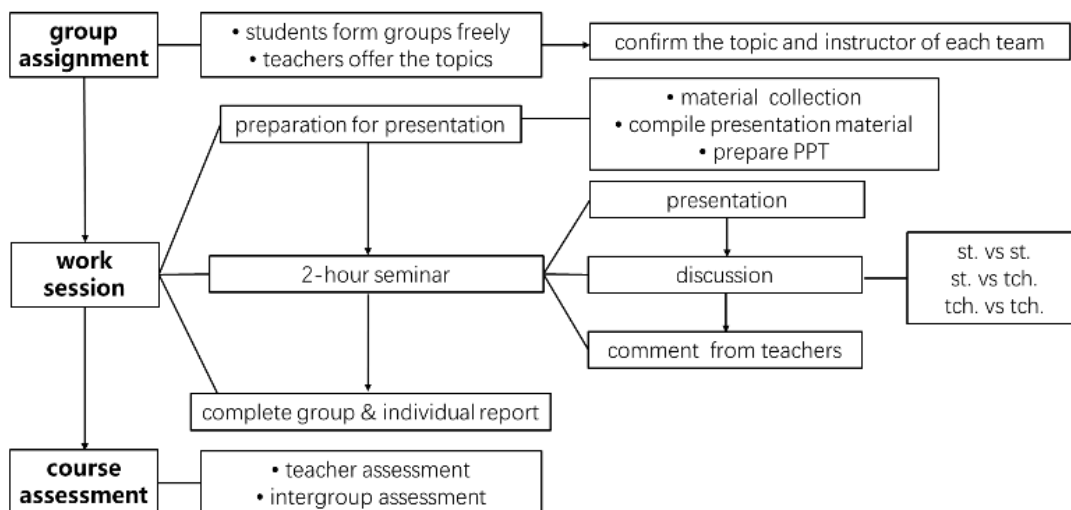 group
assignment
• students form groups freely
• teachers offer the topics
confirm the topic and instructor of each team
preparation for presentation
• material collection
• compile presentation material
• prepare PPT
work
session
2-hour seminar
presentation
discussion
comment from teachers
st. vs st.
st. vs tch.
tch. vs tch.
complete group & individual report
course
assessment
• teacher assessment
• intergroup assessment